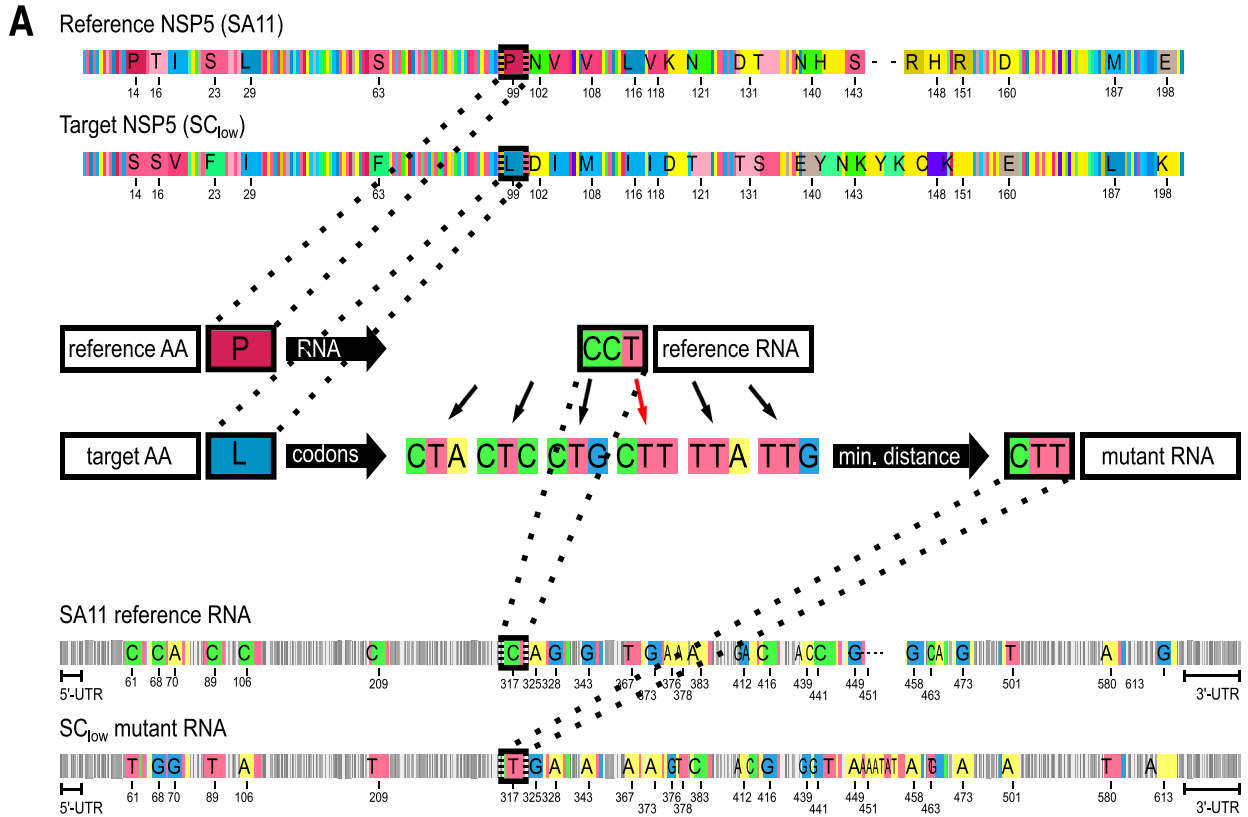 A
Reference NSP5 (SA11)
P T I S L S P N V V L V K N D T N H S - - R H R D M E
14 16 23 29 63 99 102 108 116 118 121 131 140 143 148 151 160 187 198
Target NSP5 (SClow)
S S V F I F L D I M I I D T T S E Y N K Y K C K E L K
14 16 23 29 63 99 102 108 116 118 121 131 140 143 148 151 160 187 198
reference AA P RNA CCT reference RNA
target AA L codons CTA CTC CTG CTT TTA TTG min. distance CTT mutant RNA
SA11 reference RNA
C C A C C C C A G G T G A A A G A C C A C C G G ---- G C A G T A G
61 68 70 89 106 209 317 325 328 343 367 373 376 378 383 412 416 439 441 449 451 458 463 473 501 580 613
5'-UTR 3'-UTR
SClow mutant RNA
T G G T A T T G A A A A G T C A C G G G T A A A T A T A T G A A T A
61 68 70 89 106 209 317 325 328 343 367 373 376 378 383 412 416 439 441 449 451 458 463 473 501 580 613
5'-UTR 3'-UTR